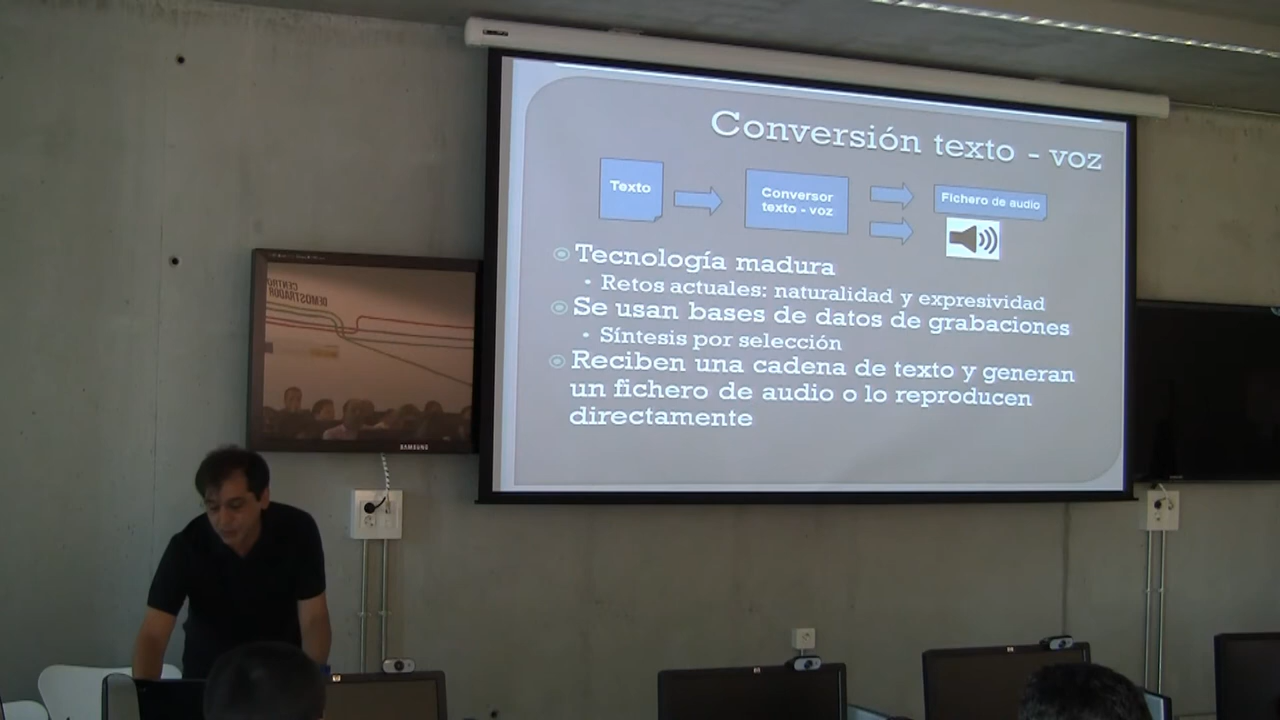 Conversión texto - voz
Texto
Conversor
texto - voz
Fichero de audio
Tecnología madura
• Retos actuales: naturalidad y expresividad
Se usan bases de datos de grabaciones
• Síntesis por selección
Reciben una cadena de texto y generan
un fichero de audio o lo reproducen
directamente
CENTRO
DEMOSTRADOR
SAMSUNG